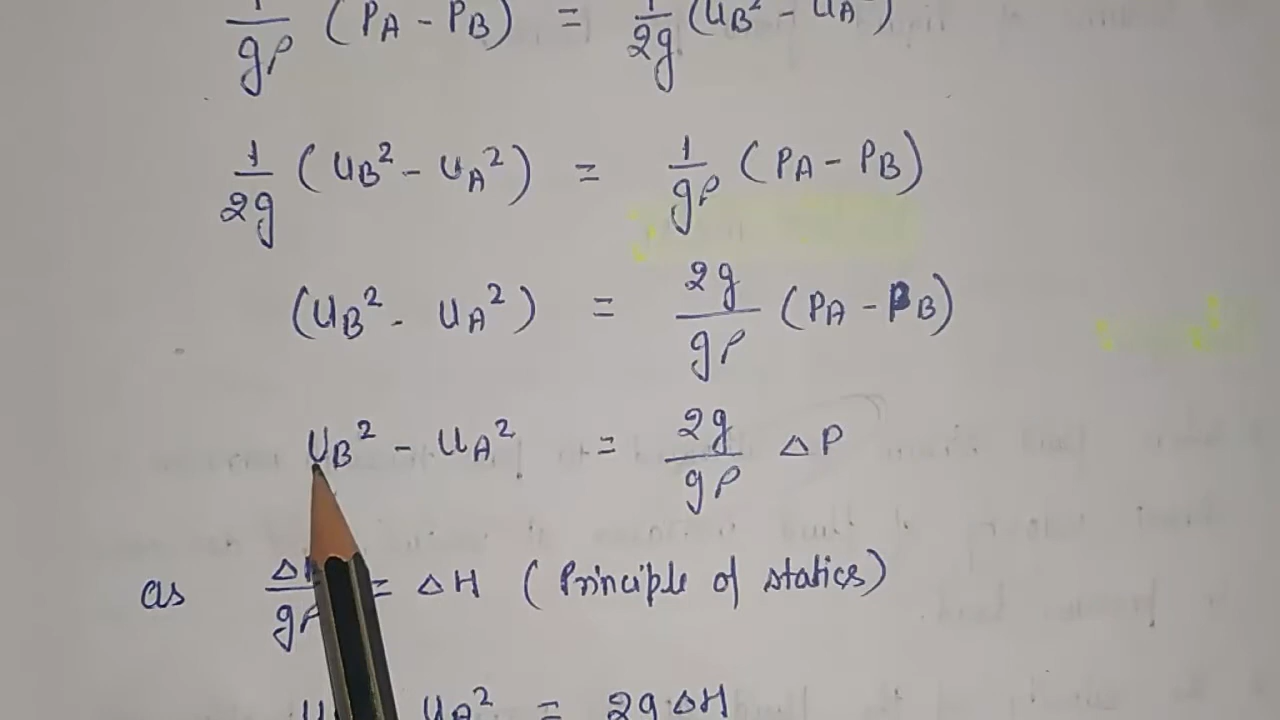 1/gρ (PA - PB) = 1/2g (UB² - UA²)
1/2g (UB² - UA²) = 1/gρ (PA - PB)
(UB² - UA²) = 2g/gρ (PA - PB)
UB² - UA² = 2g/gρ ΔP
as Δ /gρ = ΔH (Principle of statics)
U UA² = 2g ΔH